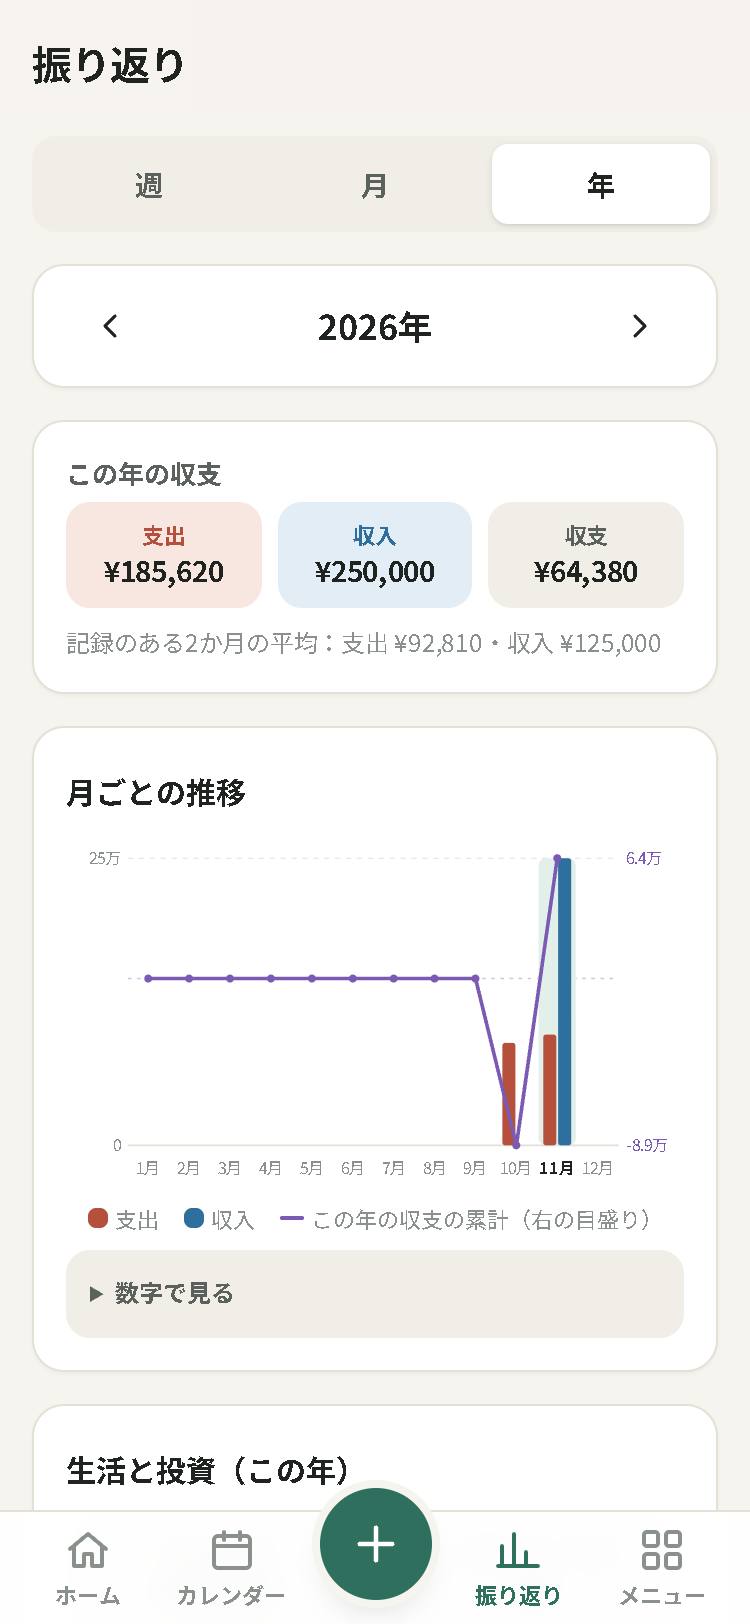 振り返り
週 月 年
2026年
この年の収支
支出 収入 収支
¥185,620 ¥250,000 ¥64,380
記録のある2か月の平均：支出 ¥92,810・収入 ¥125,000
月ごとの推移
25万 6.4万
0 -8.9万
1月 2月 3月 4月 5月 6月 7月 8月 9月 10月 11月 12月
支出 収入 この年の収支の累計（右の目盛り）
▶ 数字で見る
生活と投資（この年）
ホーム カレンダー 振り返り メニュー